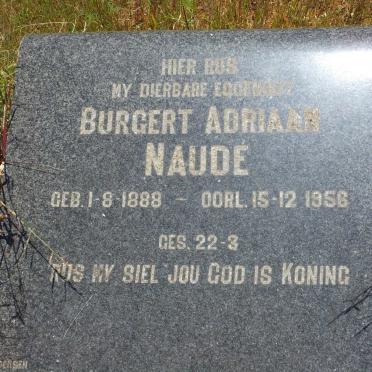 HIER RUS
MY DIERBARE EGGENOOT
BURGERT ADRIAAN
NAUDE
GEB. 1-8-1888 - OORL. 15-12-1956
GES. 22-3
RUS MY SIEL JOU GOD IS KONING